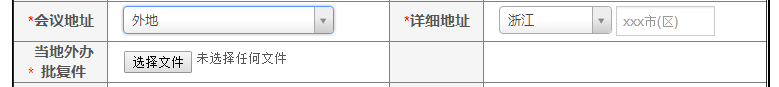 *会议地址 外地 *详细地址 浙江 xxx市(区)
当地外办
* 批复件 选择文件 未选择任何文件